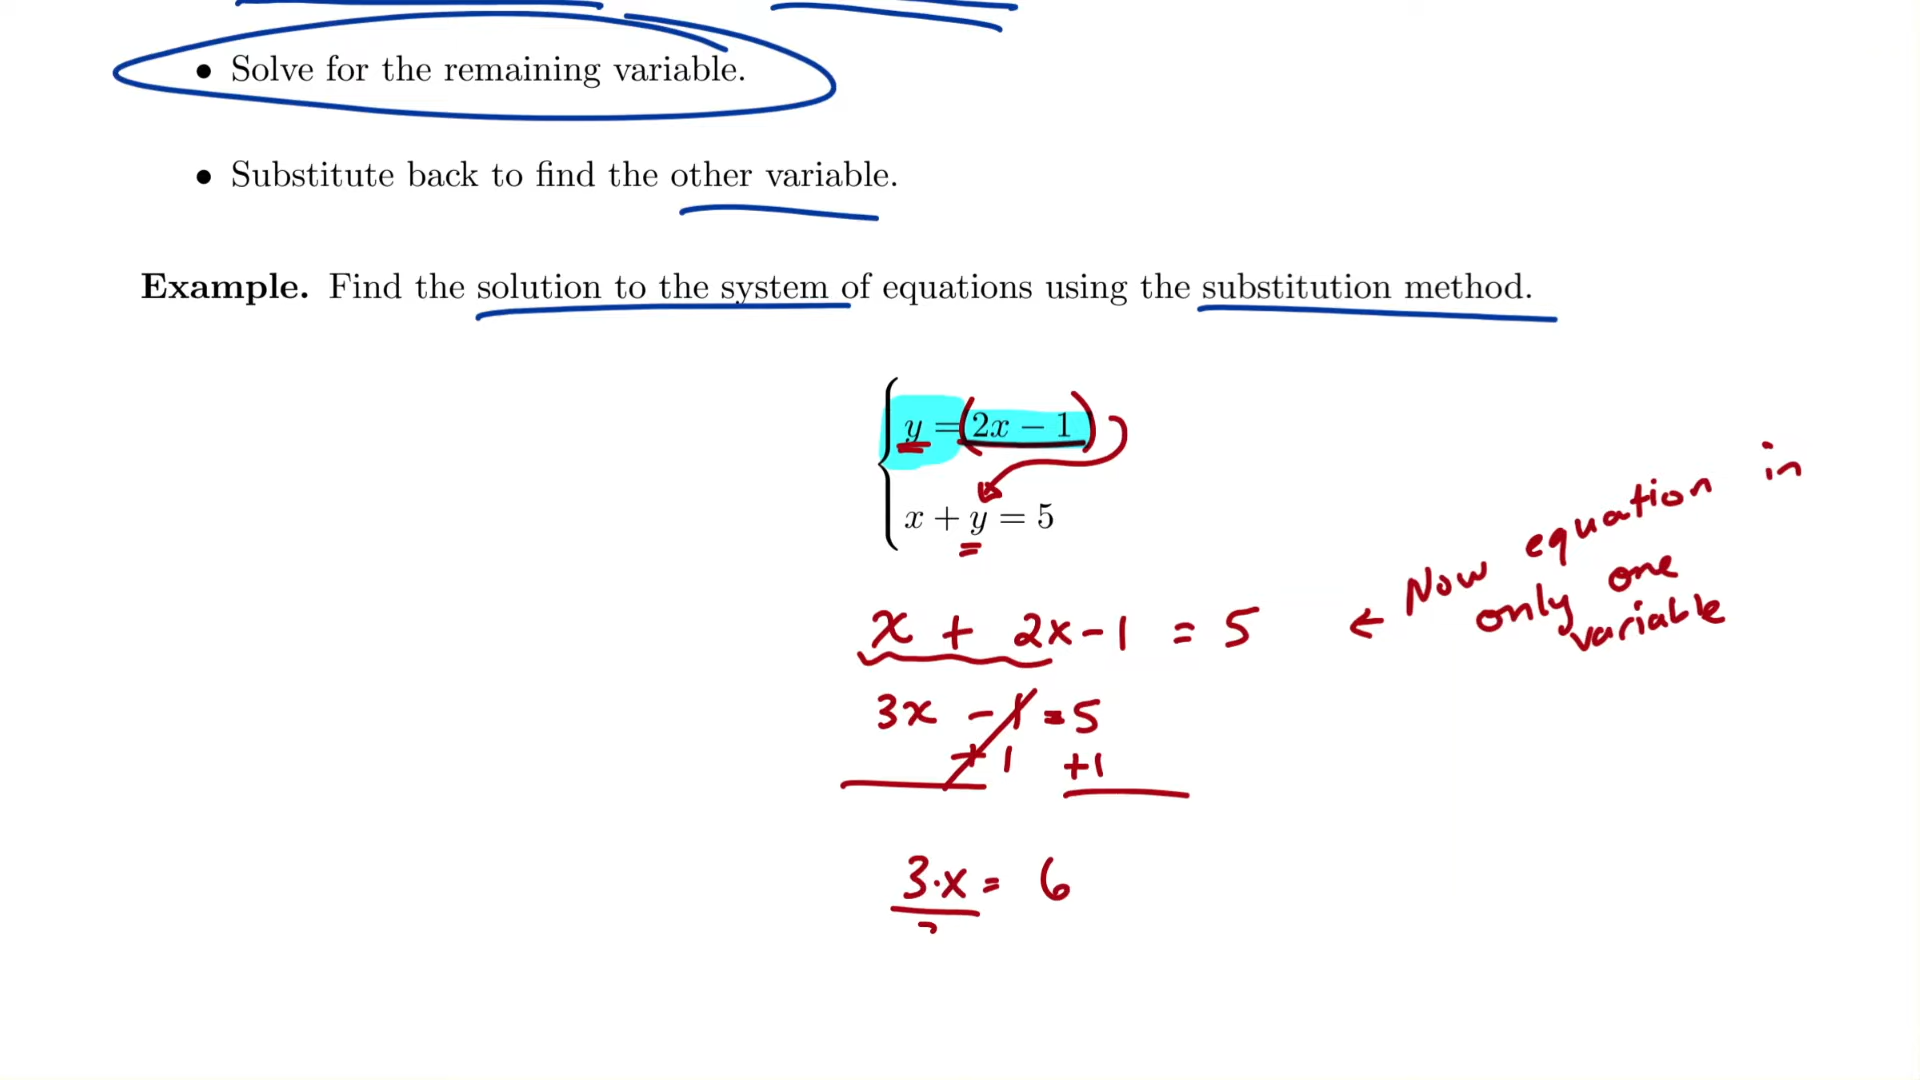 • Solve for the remaining variable.
• Substitute back to find the other variable.
Example. Find the solution to the system of equations using the substitution method.
y = (2x − 1)
x + y = 5
x + 2x - 1 = 5 ← Now equation in only one variable
3x - 1 = 5
+ 1 +1
3·x = 6